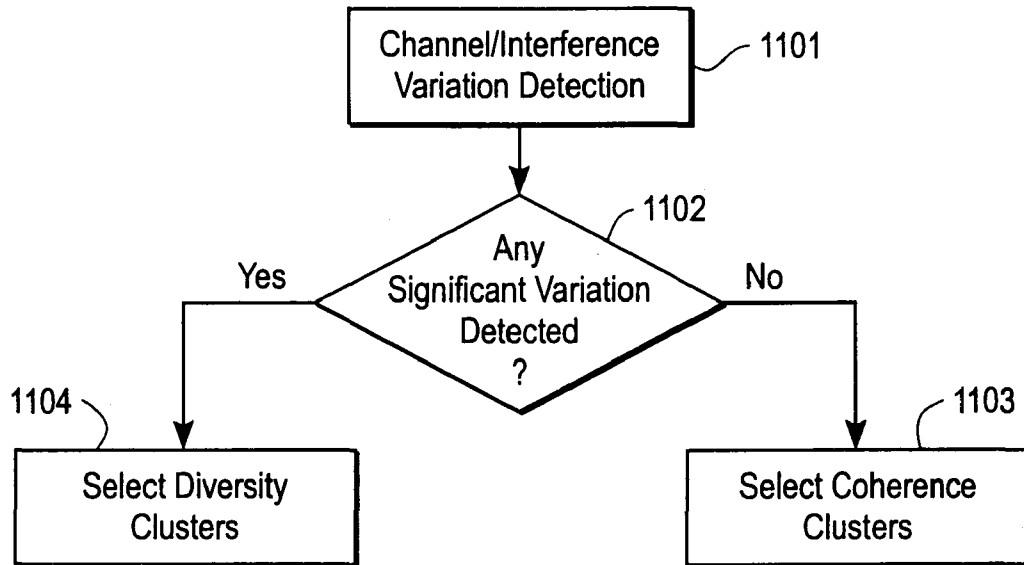 Channel/Interference
Variation Detection
1101
1102
Any
Significant Variation
Detected
?
Yes
No
1104
1103
Select Diversity
Clusters
Select Coherence
Clusters